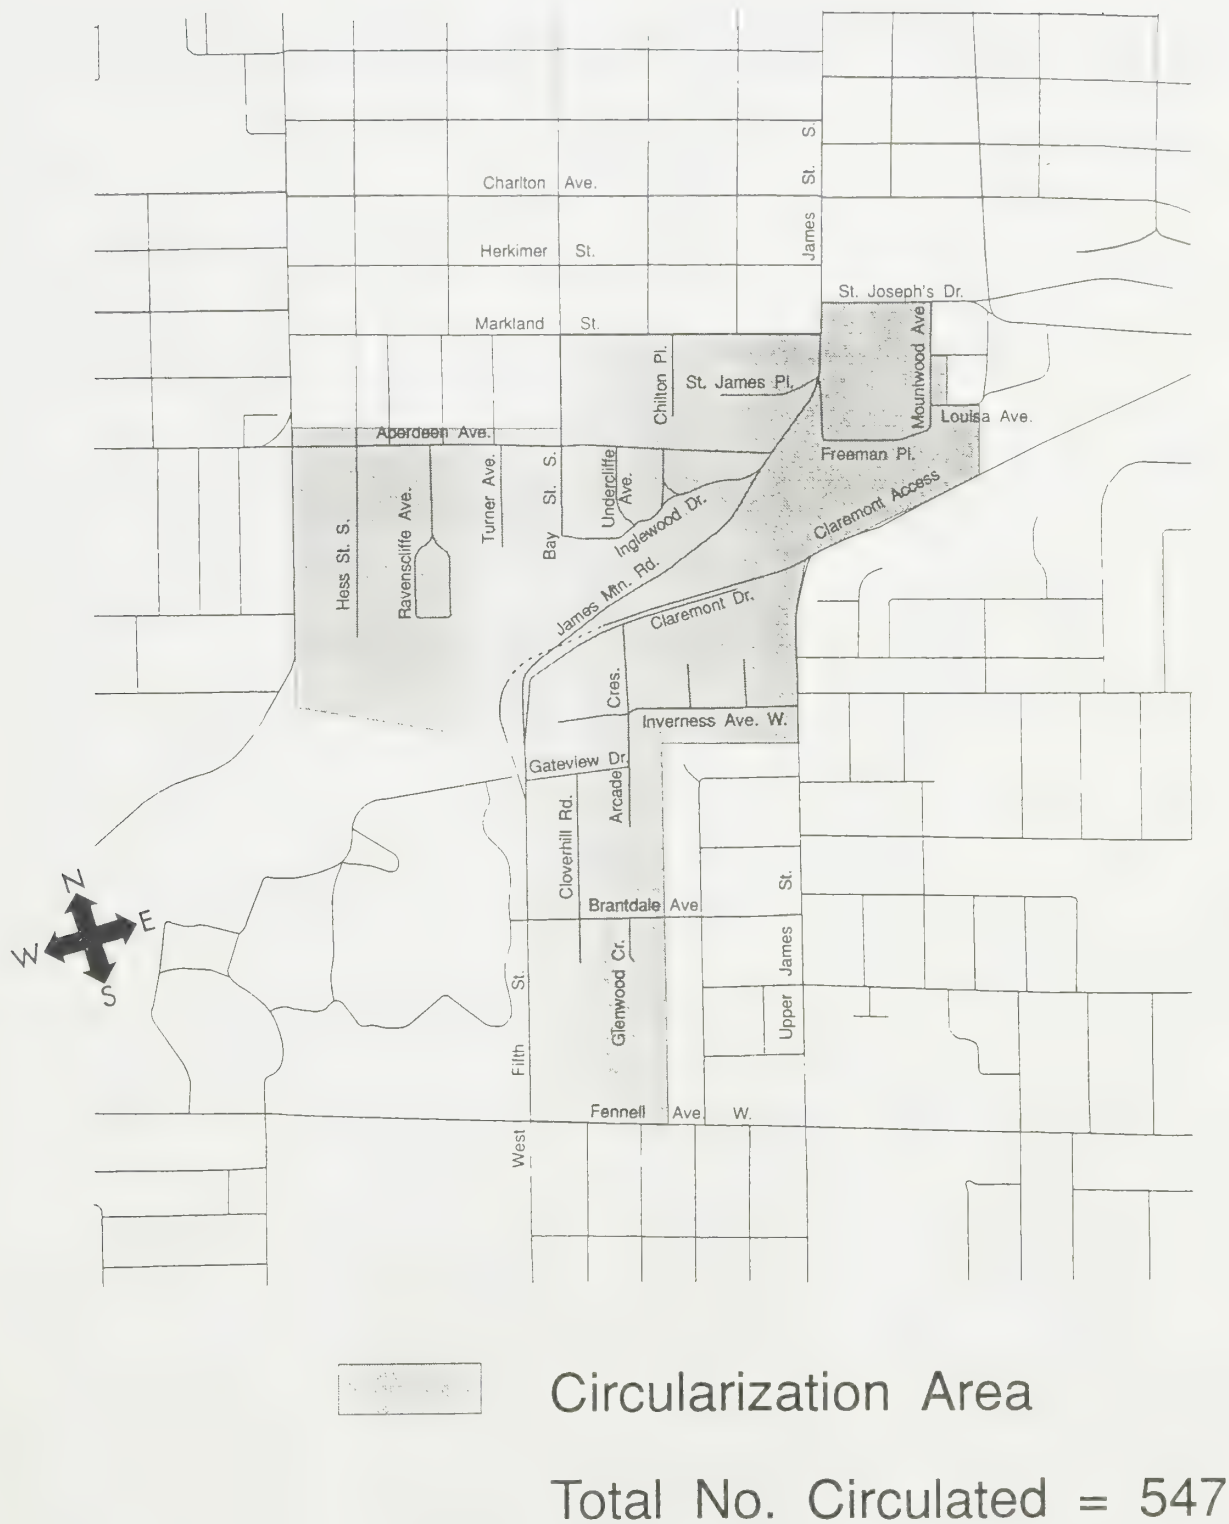 Charlton Ave.
Herkimer St.
James St. S.
St. Joseph's Dr.
Markland St.
Chilton Pl.
St. James Pl.
Mountwood Ave.
Louisa Ave.
Aberdeen Ave.
Freeman Pl.
Claremont Access
Hess St. S.
Ravenscliffe Ave.
Turner Ave.
Bay St. S.
Undercliffe Ave.
Inglewood Dr.
James Mtn. Rd.
Claremont Dr.
Inverness Ave. W.
Gateview Dr.
Arcade Cres.
Cloverhill Rd.
Brantdale Ave
Glenwood Cr.
Upper James St.
West Fifth St.
Fennell Ave. W.
N
E
W
S
Circularization Area
Total No. Circulated = 547